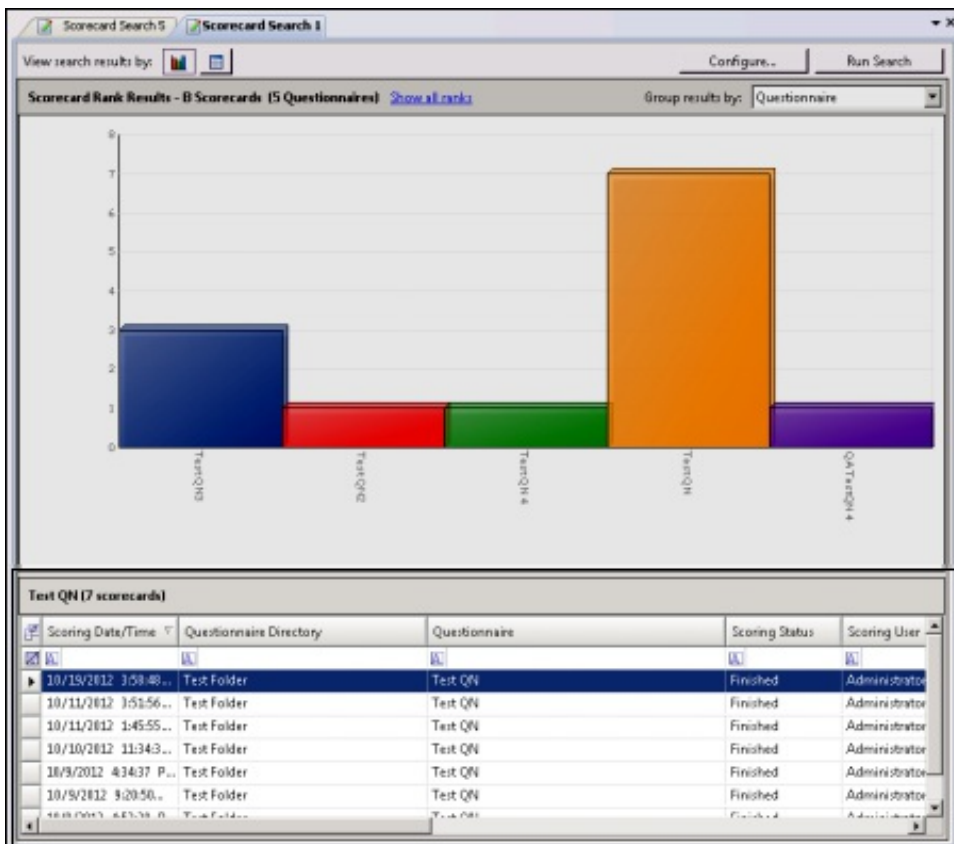 Scorecard Search 5 Scorecard Search 1
View search results by: Configure... Run Search
Scorecard Rank Results - B Scorecards (5 Questionnaires) Show all ranks Group results by: Questionnaire
8
7
6
5
4
3
2
1
0
TestQN3 TestQN2 TestQN 4 TestQN QATestQN 4
Test QN (7 scorecards)
Scoring Date/Time Questionnaire Directory Questionnaire Scoring Status Scoring User
10/19/2012 3:58:48... Test Folder Test QN Finished Administrator
10/11/2012 3:51:56... Test Folder Test QN Finished Administrator
10/11/2012 1:45:55... Test Folder Test QN Finished Administrator
10/10/2012 11:34:3... Test Folder Test QN Finished Administrator
10/9/2012 4:34:37 P... Test Folder Test QN Finished Administrator
10/9/2012 9:20:50... Test Folder Test QN Finished Administrator